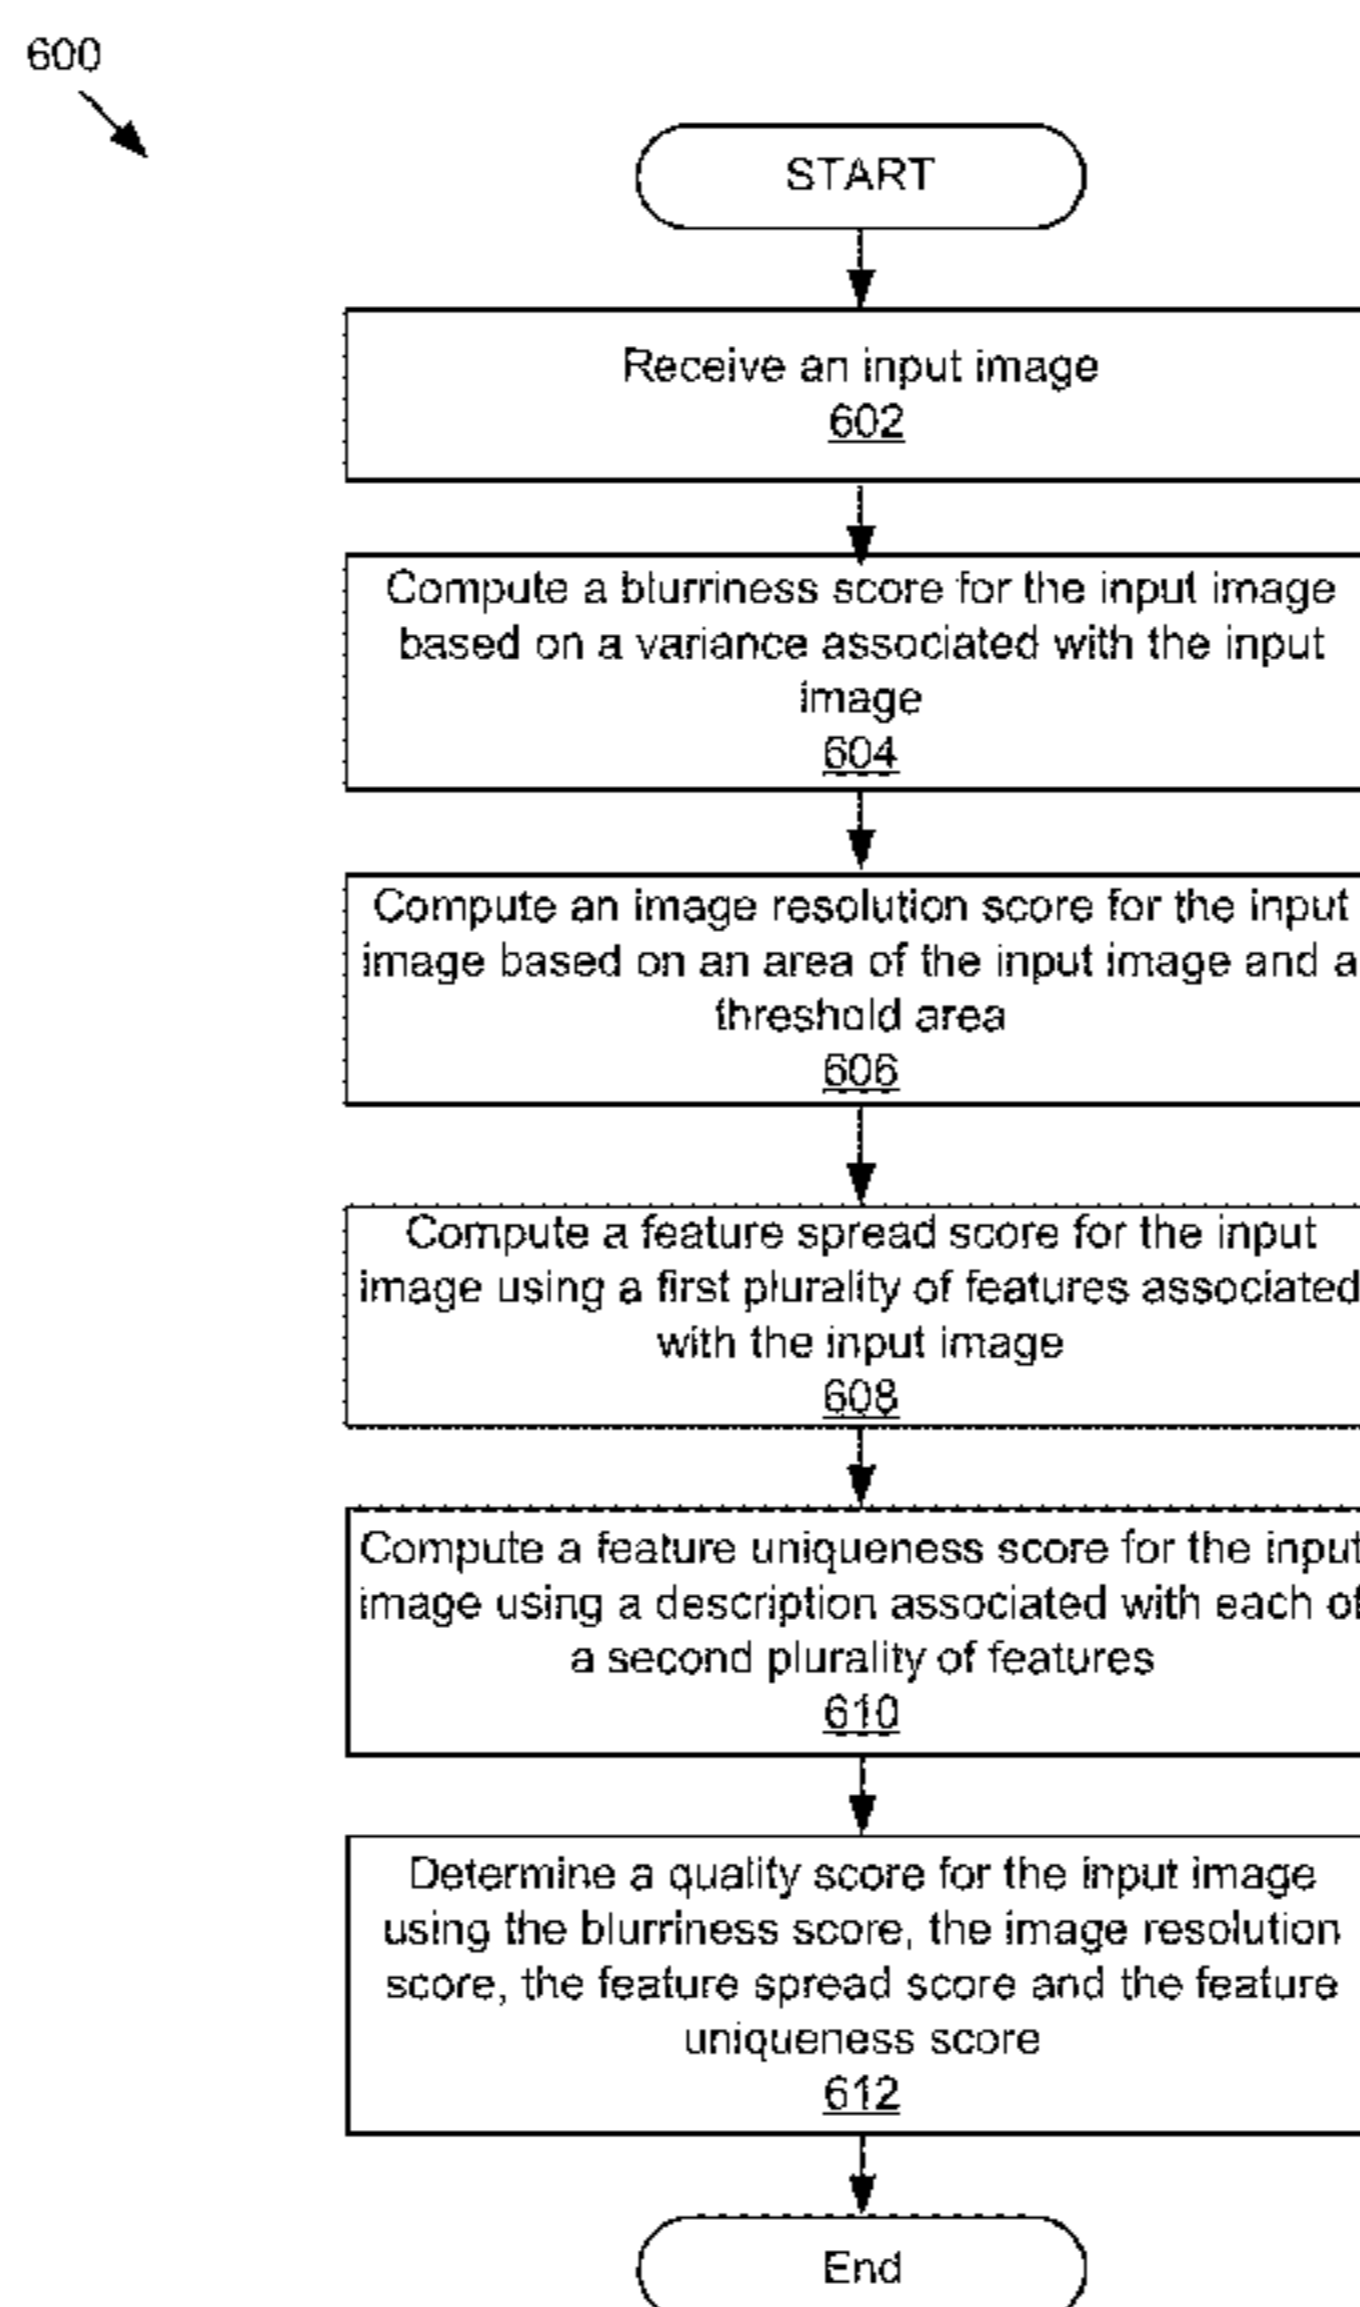 600
START
Receive an input image
602
Compute a blurriness score for the input image
based on a variance associated with the input
image
604
Compute an image resolution score for the input
image based on an area of the input image and a
threshold area
606
Compute a feature spread score for the input
image using a first plurality of features associated
with the input image
608
Compute a feature uniqueness score for the input
image using a description associated with each of
a second plurality of features
610
Determine a quality score for the input image
using the blurriness score, the image resolution
score, the feature spread score and the feature
uniqueness score
612
End